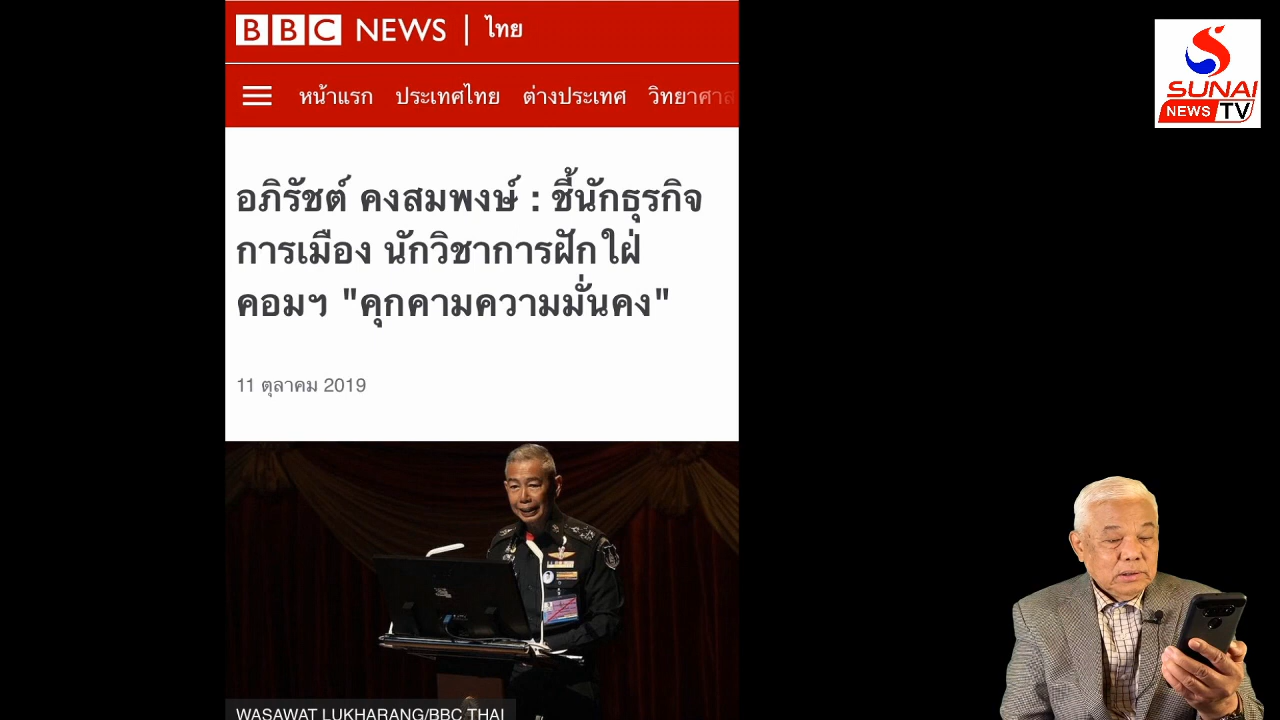 BBC NEWS | ไทย
หน้าแรก ประเทศไทย ต่างประเทศ
อภิรัชต์ คงสมพงษ์ : ชี้นักธุรกิจ
การเมือง นักวิชาการฝักใฝ่
คอมฯ "คุกคามความมั่นคง"
11 ตุลาคม 2019
WASAWAT LUKHARANG/BBC THAI
SUNAI
NEWS TV